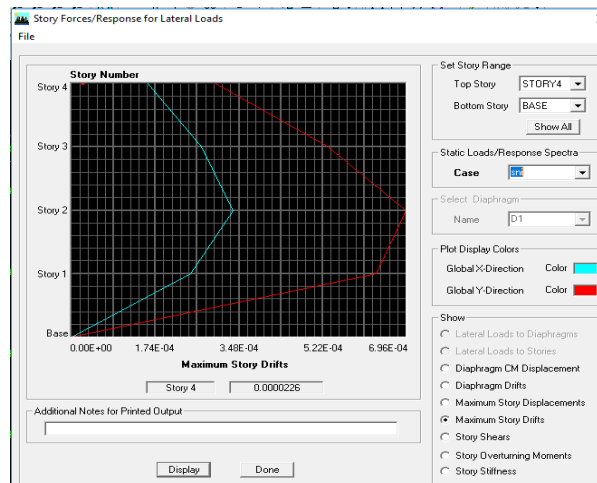 Story Forces/Response for Lateral Loads
File
Story Number
Story 4
Story 3
Story 2
Story 1
Base
0.00E+00 1.74E-04 3.48E-04 5.22E-04 6.96E-04
Maximum Story Drifts
Story 4 0.0000226
Additional Notes for Printed Output
Display Done
Set Story Range
Top Story STORY4
Bottom Story BASE
Show All
Static Loads/Response Spectra
Case
Select Diaphragm
Name D1
Plot Display Colors
Global X-Direction Color
Global Y-Direction Color
Show
Lateral Loads to Diaphragms
Lateral Loads to Stories
Diaphragm CM Displacement
Diaphragm Drifts
Maximum Story Displacements
Maximum Story Drifts
Story Shears
Story Overturning Moments
Story Stiffness